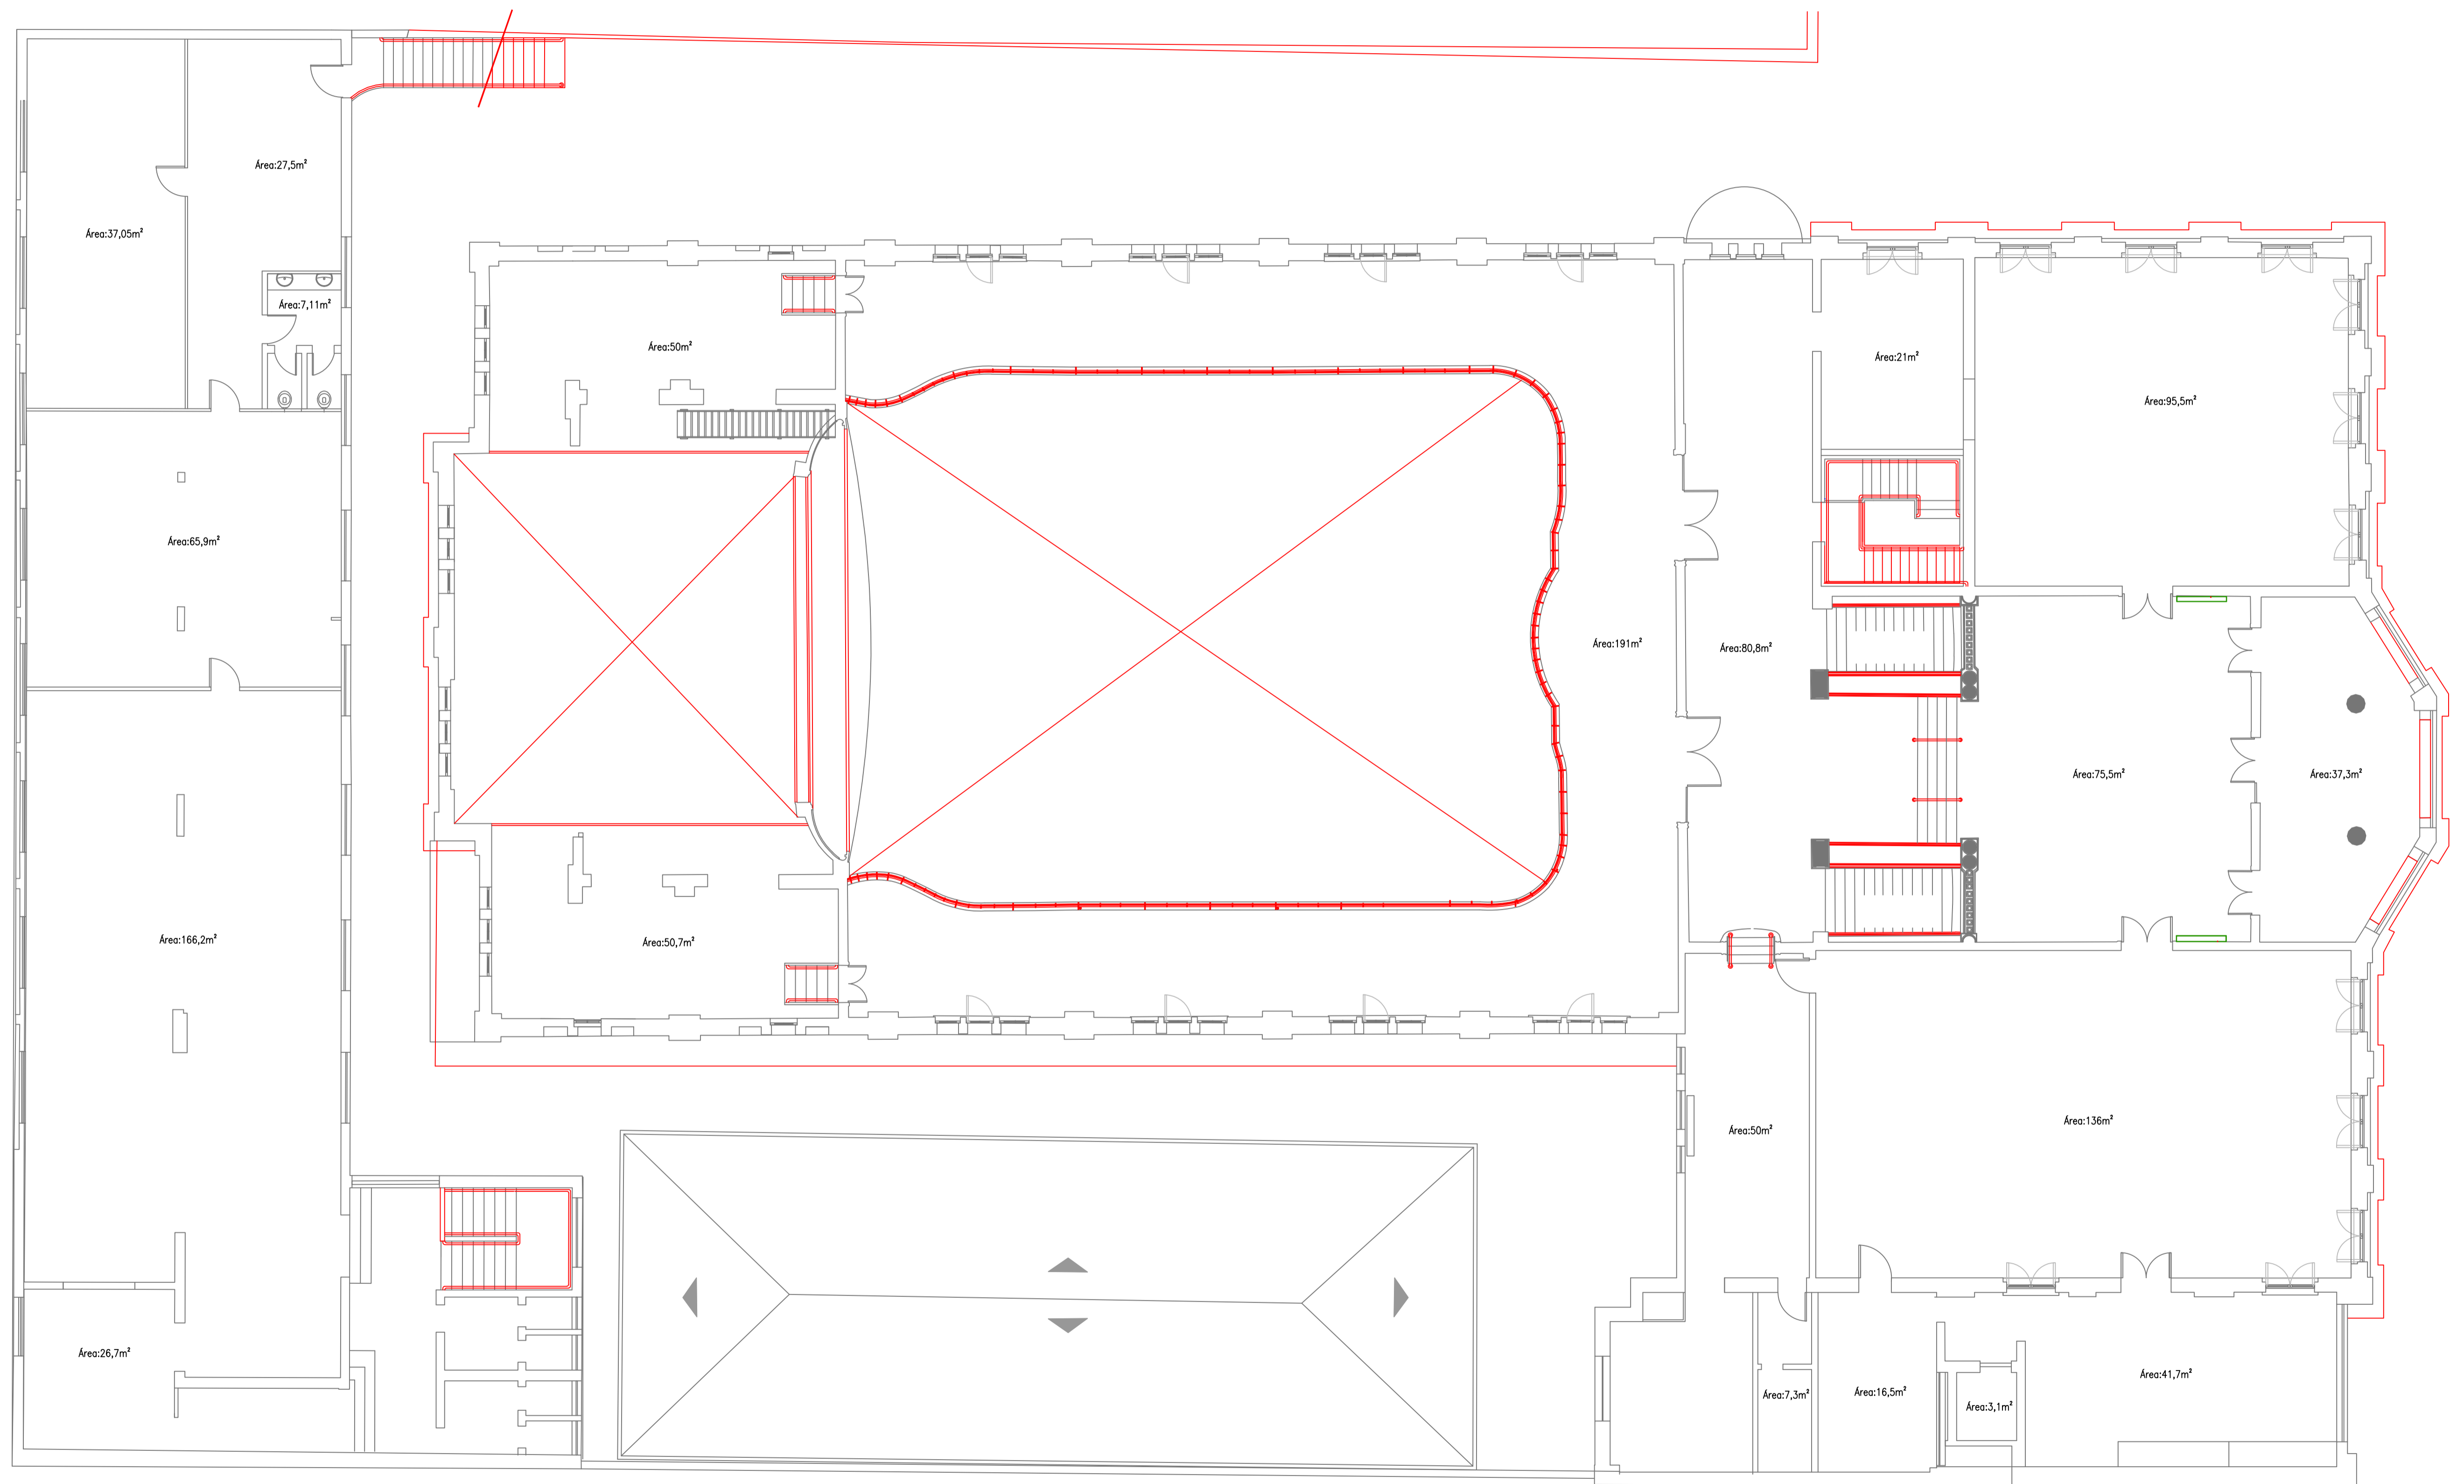 Área:27,5m²
Área:37,05m²
Área:7,11m²
Área:50m²
Área:21m²
Área:95,5m²
Área:65,9m²
Área:191m²
Área:80,8m²
Área:75,5m²
Área:37,3m²
Área:166,2m²
Área:50,7m²
Área:136m²
Área:50m²
Área:26,7m²
Área:41,7m²
Área:7,3m²
Área:16,5m²
Área:3,1m²